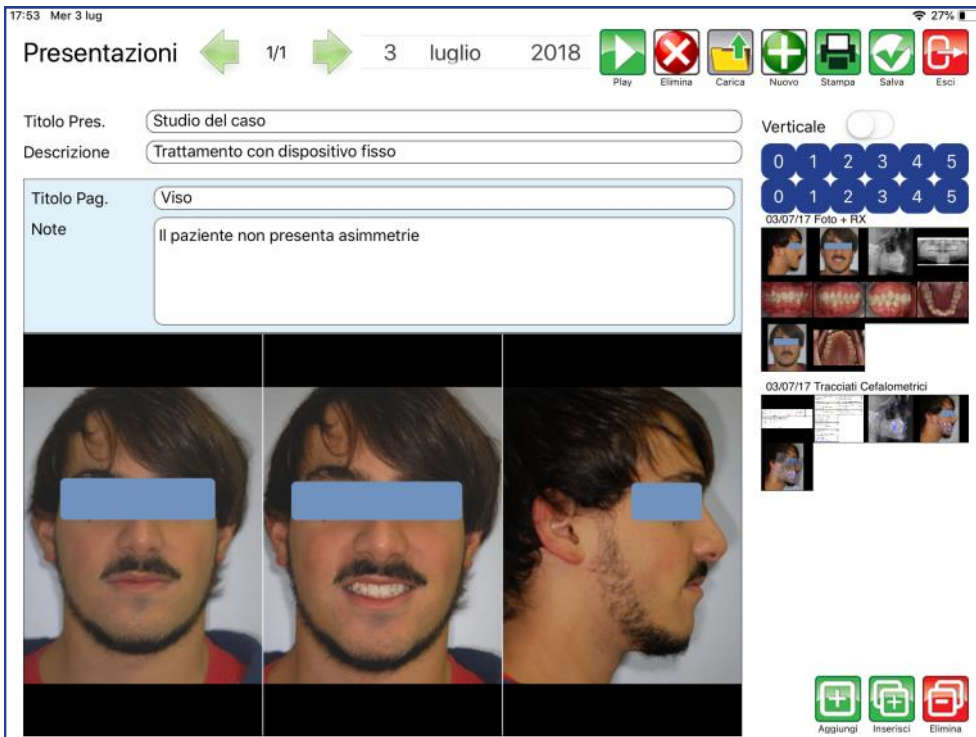 17:53 Mer 3 lug 27%
Presentazioni 1/1 3 luglio 2018
Play Elimina Carica Nuovo Stampa Salva Esci
Titolo Pres. Studio del caso
Descrizione Trattamento con dispositivo fisso
Titolo Pag. Viso
Note Il paziente non presenta asimmetrie
Verticale
0 1 2 3 4 5
0 1 2 3 4 5
03/07/17 Foto + RX
03/07/17 Tracciati Cefalometrici
Aggiungi Inserisci Elimina